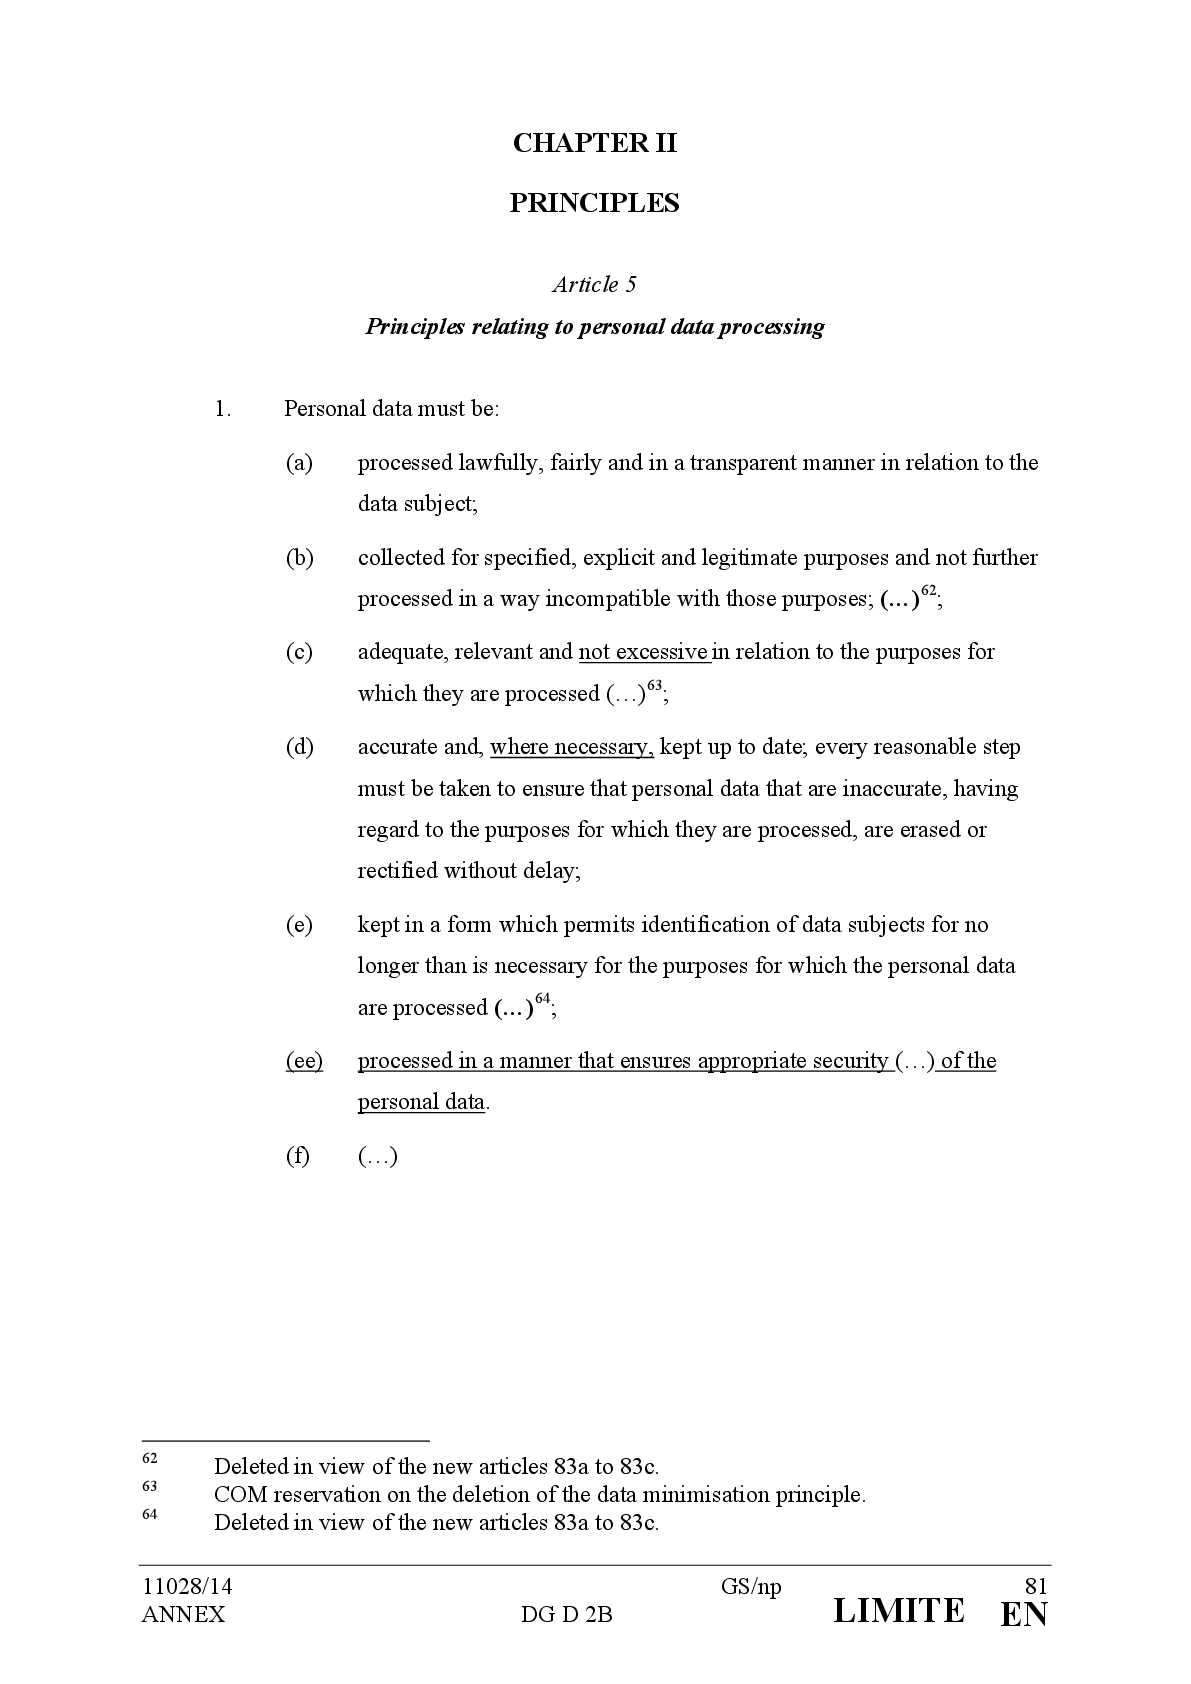 CHAPTER II
PRINCIPLES
Article 5
Principles relating to personal data processing
1. Personal data must be:
(a) processed lawfully, fairly and in a transparent manner in relation to the
data subject;
(b) collected for specified, explicit and legitimate purposes and not further
processed in a way incompatible with those purposes; (…)62;
(c) adequate, relevant and not excessive in relation to the purposes for
which they are processed (…)63;
(d) accurate and, where necessary, kept up to date; every reasonable step
must be taken to ensure that personal data that are inaccurate, having
regard to the purposes for which they are processed, are erased or
rectified without delay;
(e) kept in a form which permits identification of data subjects for no
longer than is necessary for the purposes for which the personal data
are processed (…)64;
(ee) processed in a manner that ensures appropriate security (…) of the
personal data.
(f) (…)
62 Deleted in view of the new articles 83a to 83c.
63 COM reservation on the deletion of the data minimisation principle.
64 Deleted in view of the new articles 83a to 83c.
11028/14 GS/np 81
ANNEX DG D 2B LIMITE EN